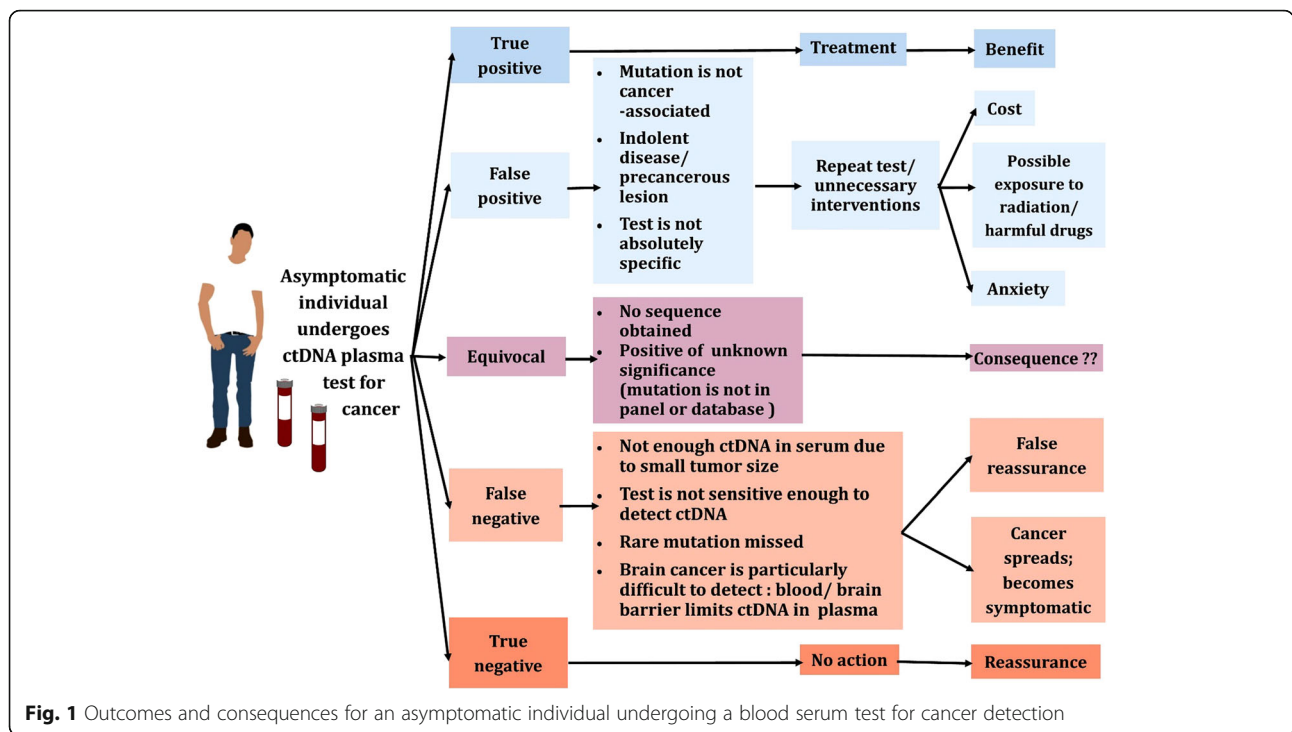 Asymptomatic
individual
undergoes
ctDNA plasma
test for
cancer
True
positive
Treatment
Benefit
False
positive
• Mutation is not
cancer
-associated
• Indolent
disease/
precancerous
lesion
• Test is not
absolutely
specific
Repeat test/
unnecessary
interventions
Cost
Possible
exposure to
radiation/
harmful drugs
Anxiety
Equivocal
• No sequence
obtained
• Positive of unknown
significance
(mutation is not in
panel or database )
Consequence ??
False
negative
• Not enough ctDNA in serum due
to small tumor size
• Test is not sensitive enough to
detect ctDNA
• Rare mutation missed
• Brain cancer is particularly
difficult to detect : blood/ brain
barrier limits ctDNA in plasma
False
reassurance
Cancer
spreads;
becomes
symptomatic
True
negative
No action
Reassurance
Fig. 1 Outcomes and consequences for an asymptomatic individual undergoing a blood serum test for cancer detection